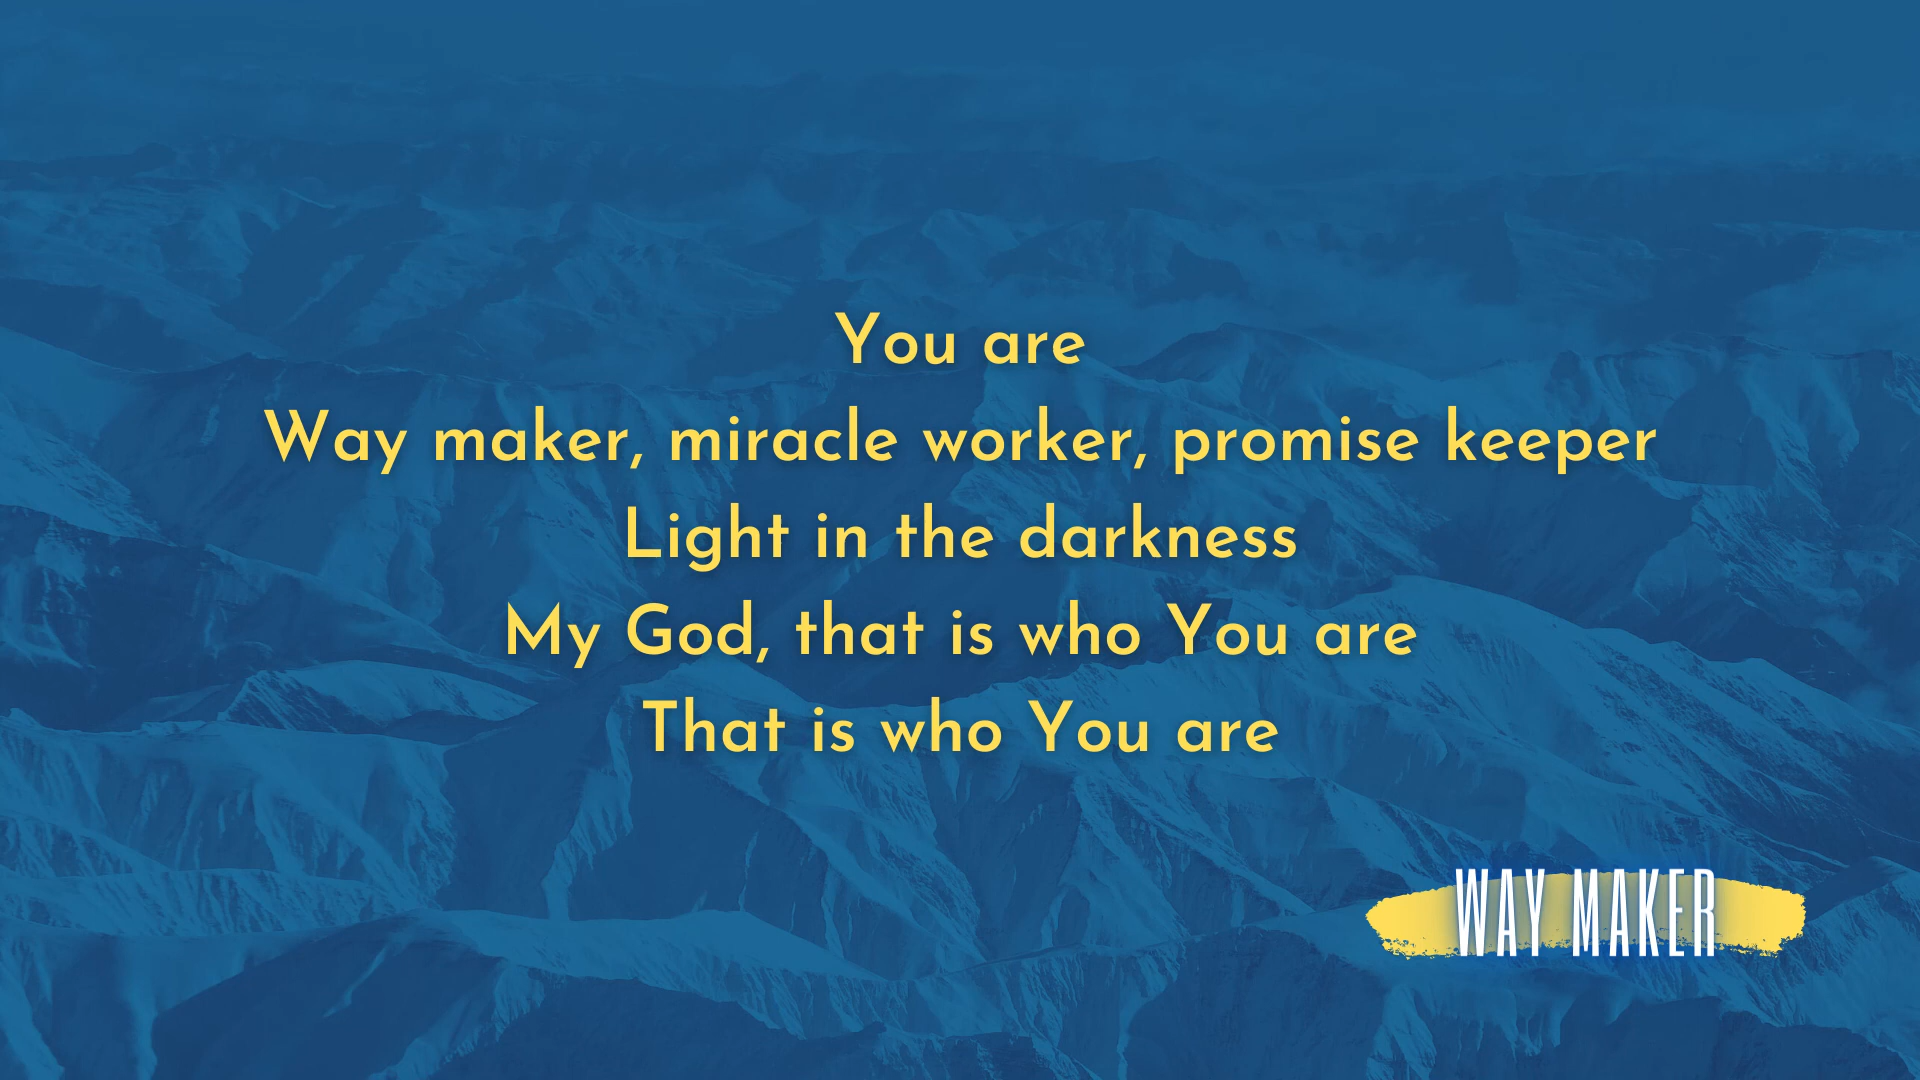 You are
Way maker, miracle worker, promise keeper
Light in the darkness
My God, that is who You are
That is who You are
WAY MAKER